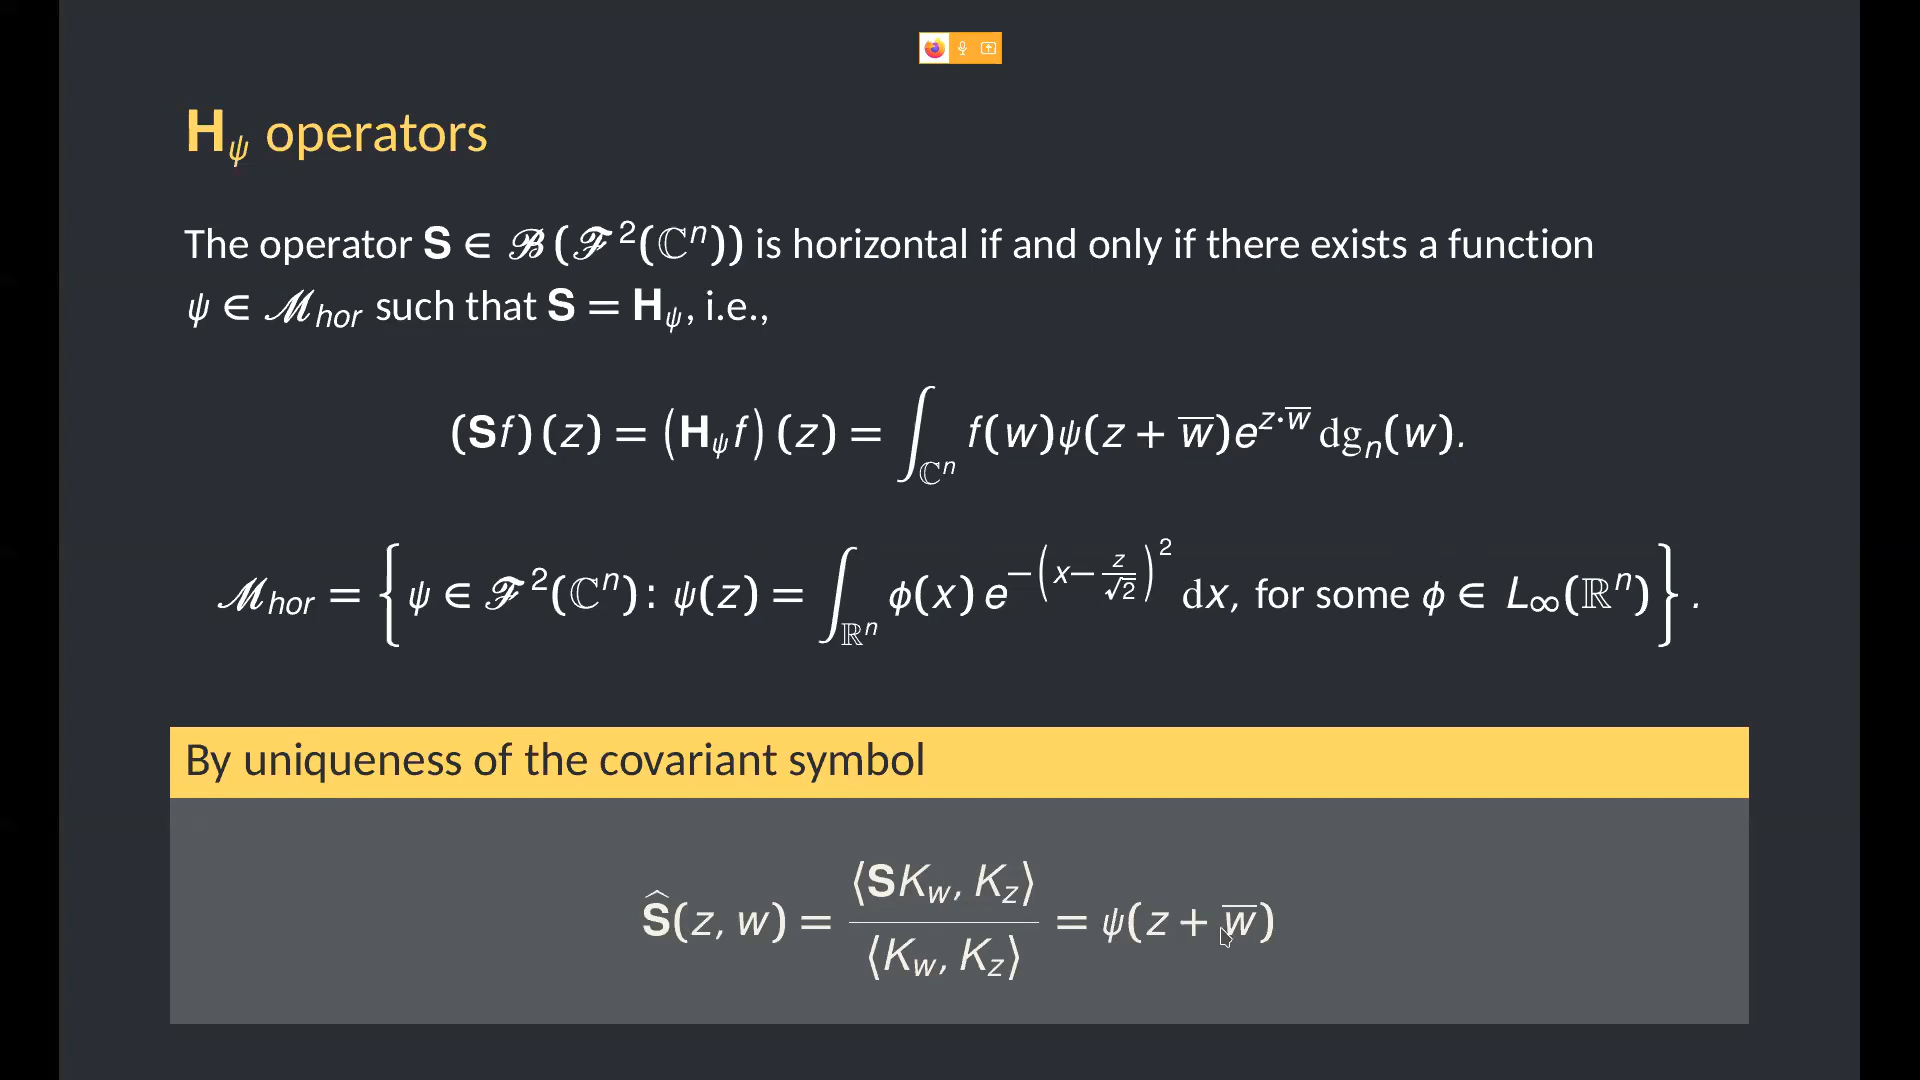 H_ψ operators
The operator S ∈ ℬ(ℱ²(ℂⁿ)) is horizontal if and only if there exists a function
ψ ∈ ℳ_hor such that S = H_ψ, i.e.,
(Sf)(z) = (H_ψ f)(z) = ∫_{ℂⁿ} f(w)ψ(z + w̅)e^{z·w̅} dg_n(w).
ℳ_hor = { ψ ∈ ℱ²(ℂⁿ): ψ(z) = ∫_{ℝⁿ} ϕ(x) e^{−(x−z/√2)²} dx, for some ϕ ∈ L_∞(ℝⁿ) }.
By uniqueness of the covariant symbol
Ŝ(z, w) = ⟨SK_w, K_z⟩ / ⟨K_w, K_z⟩ = ψ(z + w̅)